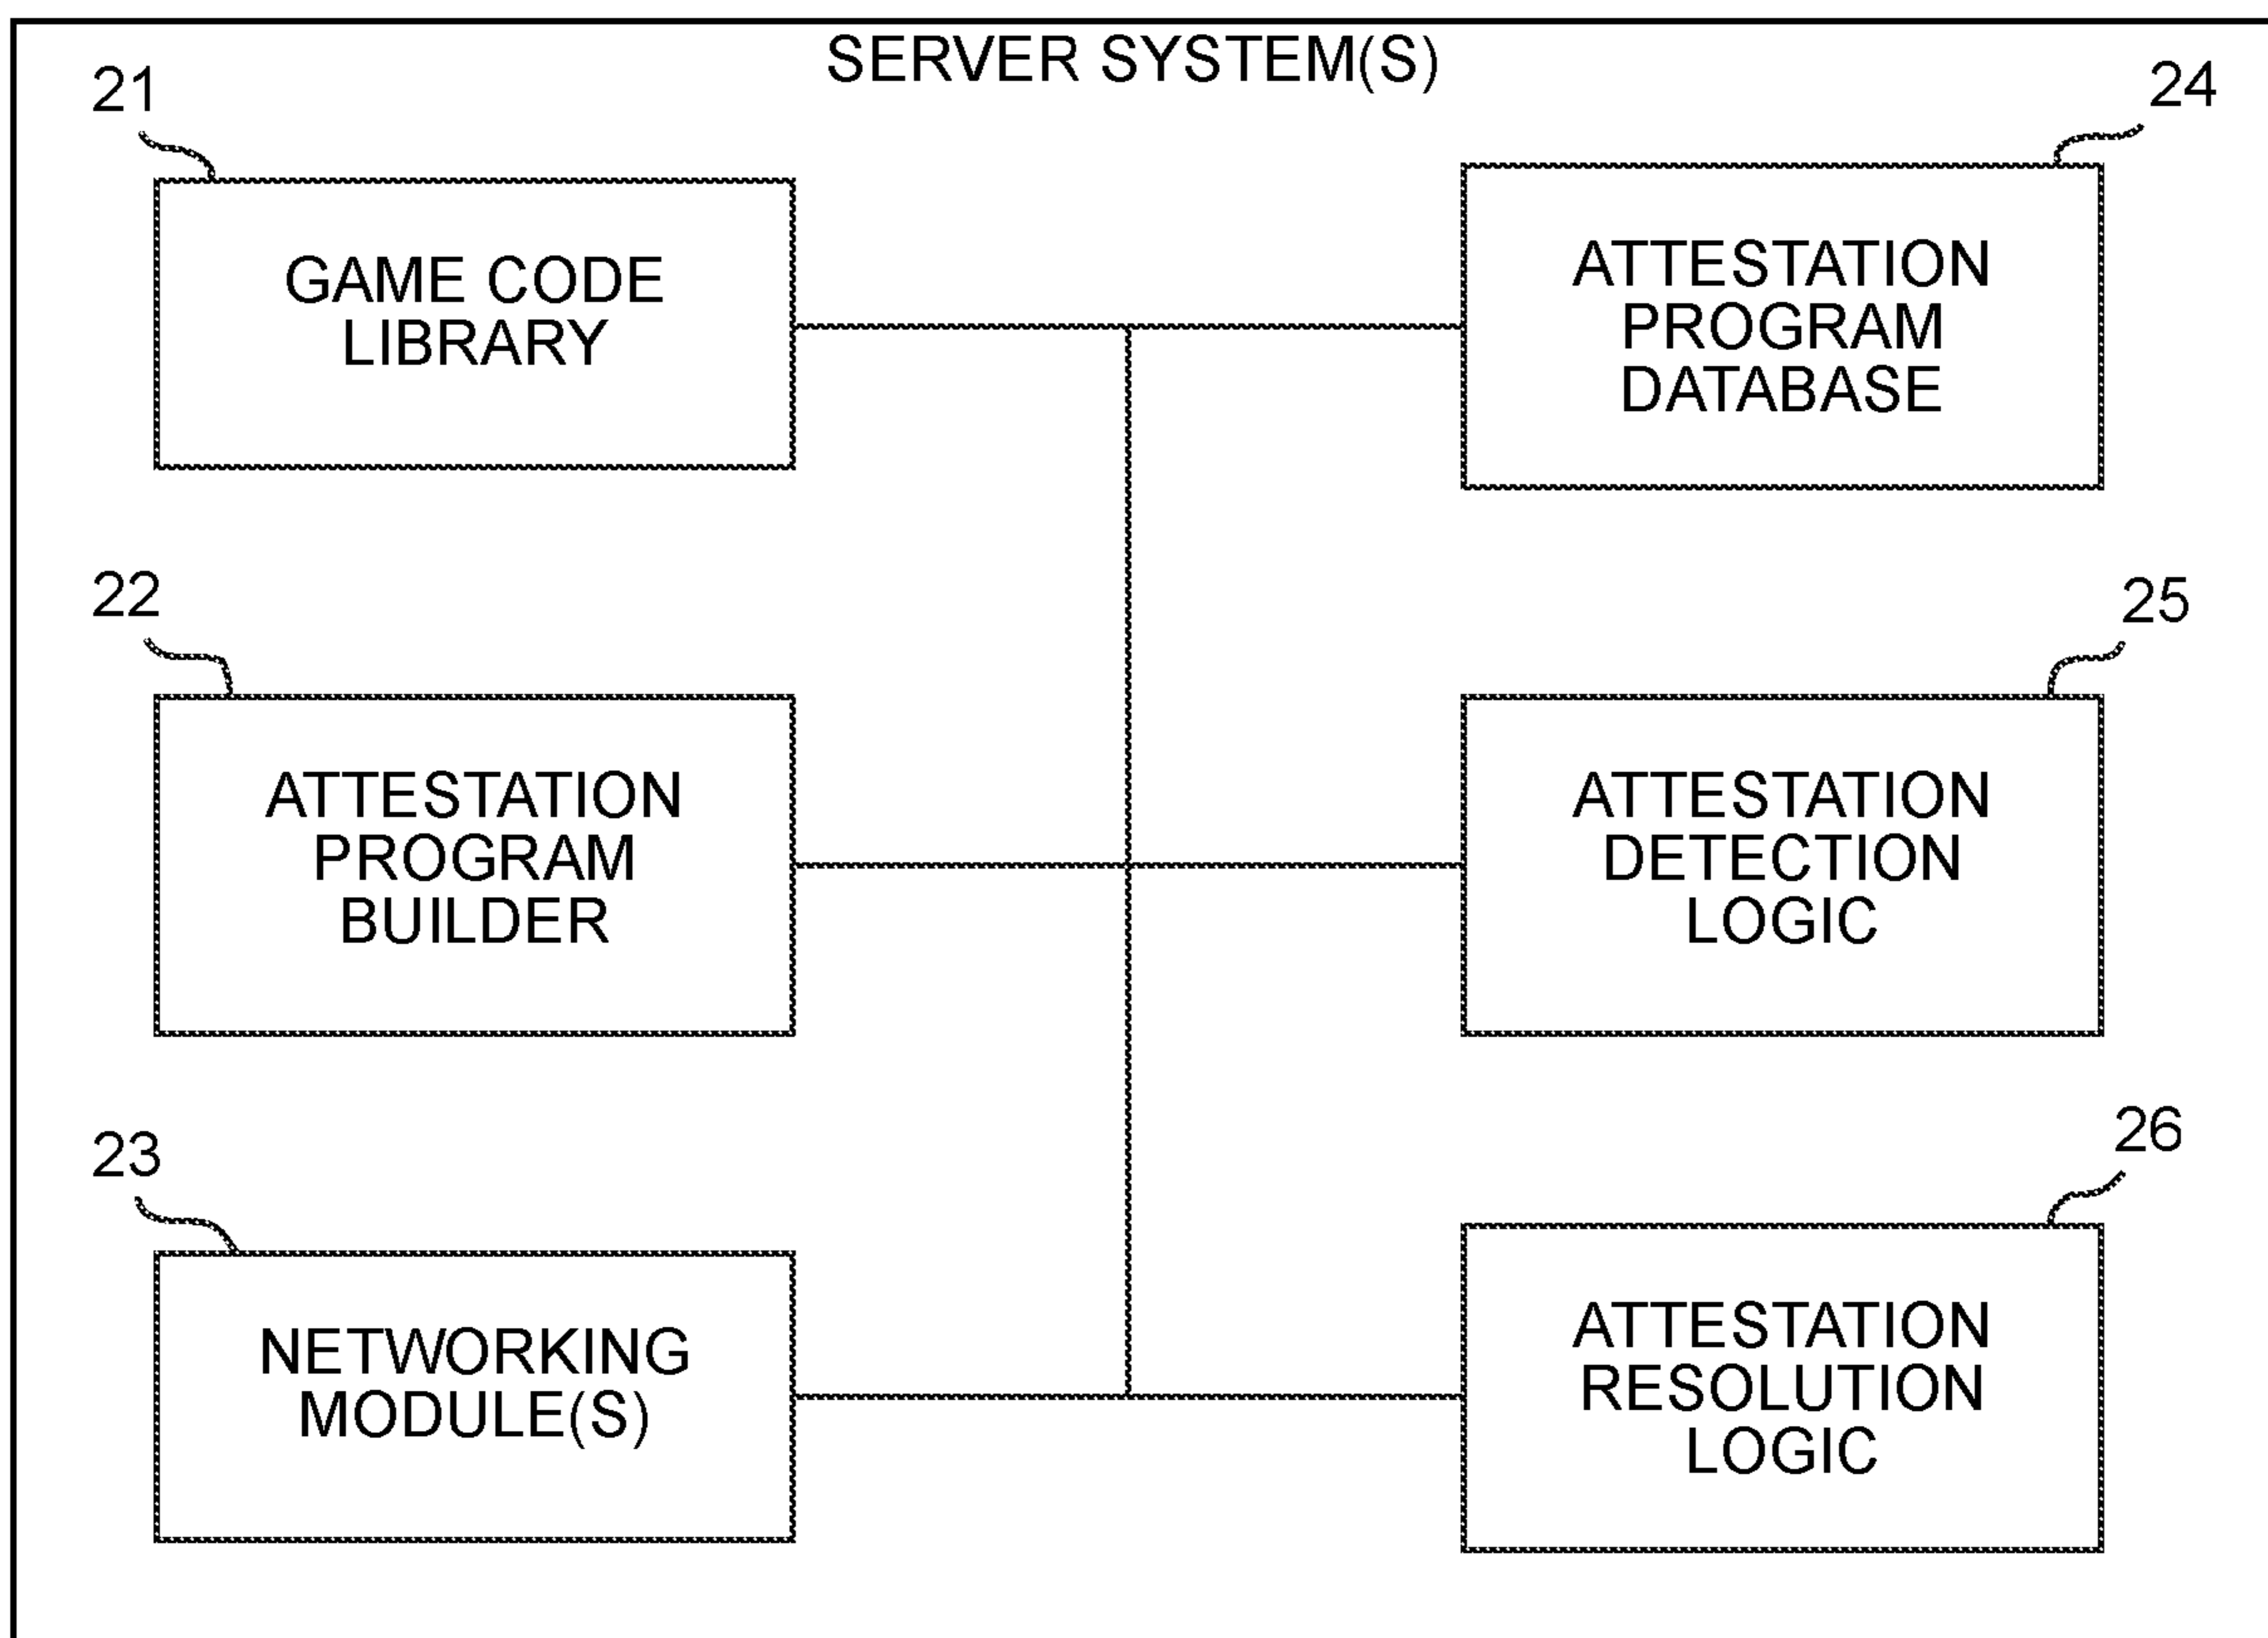 SERVER SYSTEM(S)
21
GAME CODE
LIBRARY
24
ATTESTATION
PROGRAM
DATABASE
22
ATTESTATION
PROGRAM
BUILDER
25
ATTESTATION
DETECTION
LOGIC
23
NETWORKING
MODULE(S)
26
ATTESTATION
RESOLUTION
LOGIC